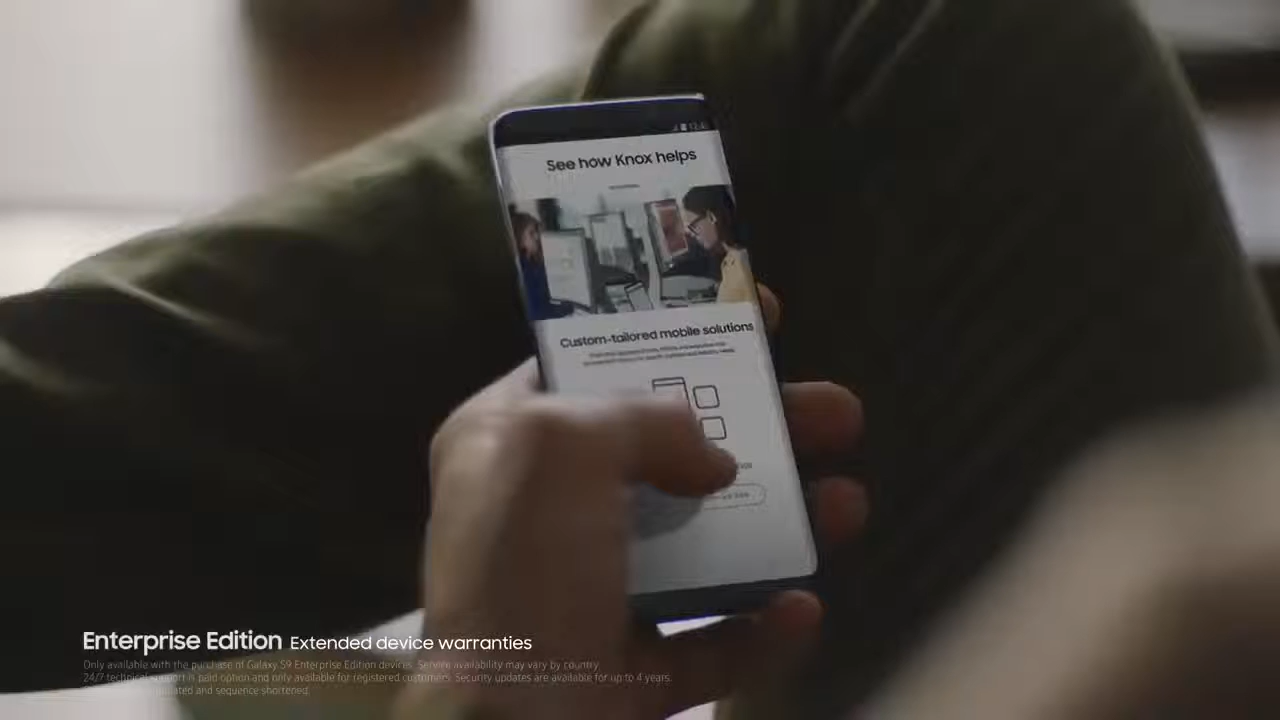 See how Knox helps
Custom-tailored mobile solutions
Enterprise Edition Extended device warranties
Only available with the purchase of Galaxy S9 Enterprise Edition devices. Service availability may vary by country.
24/7 technical support is paid option and only available for registered customers. Security updates are available for up to 4 years.
and sequence shortened.